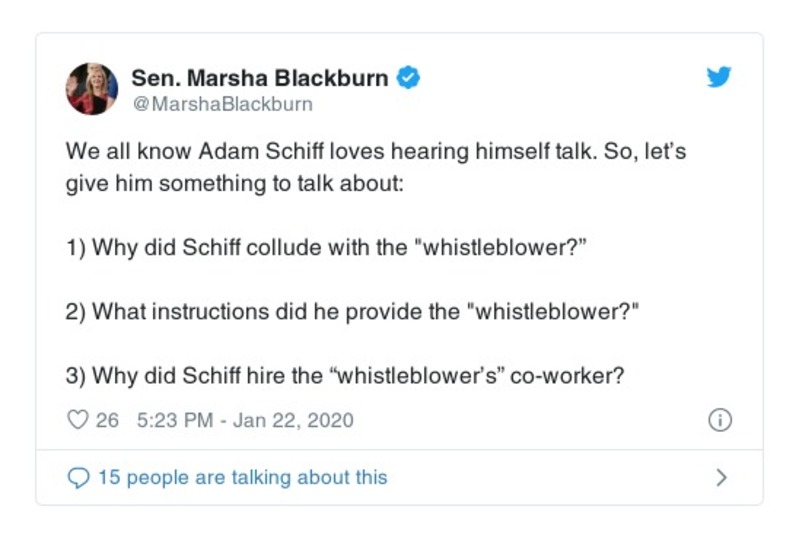 Sen. Marsha Blackburn
@MarshaBlackburn
We all know Adam Schiff loves hearing himself talk. So, let's
give him something to talk about:
1) Why did Schiff collude with the "whistleblower?”
2) What instructions did he provide the "whistleblower?"
3) Why did Schiff hire the “whistleblower's” co-worker?
26 5:23 PM - Jan 22, 2020
15 people are talking about this